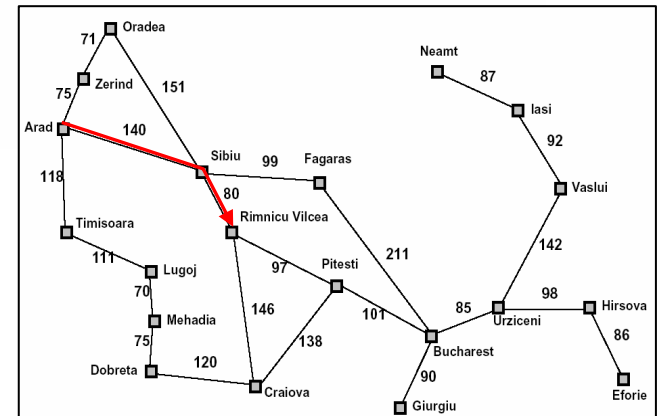 Oradea
71
Neamt
87
Zerind
75
151
Iasi
Arad
140
92
Sibiu
99
Fagaras
118
80
Vaslui
Rimnicu Vilcea
Timisoara
211
142
111
Lugoj
97
Pitesti
70
98
146
85
Hirsova
101
Mehadia
Urziceni
86
75
138
Bucharest
120
Dobreta
90
Craiova
Eforie
Giurgiu